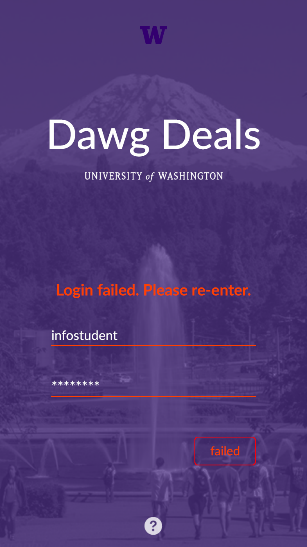 W
Dawg Deals
UNIVERSITY of WASHINGTON
Login failed. Please re-enter.
infostudent
********
failed
?